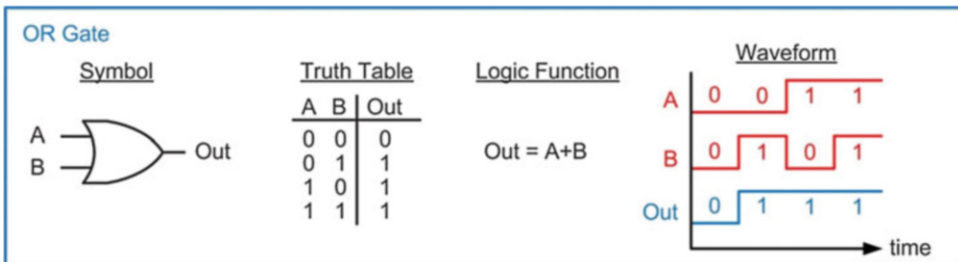 OR Gate
Symbol
A
B
Out
Truth Table
A B Out
0 0 0
0 1 1
1 0 1
1 1 1
Logic Function
Out = A+B
Waveform
A 0 0 1 1
B 0 1 0 1
Out 0 1 1 1
time